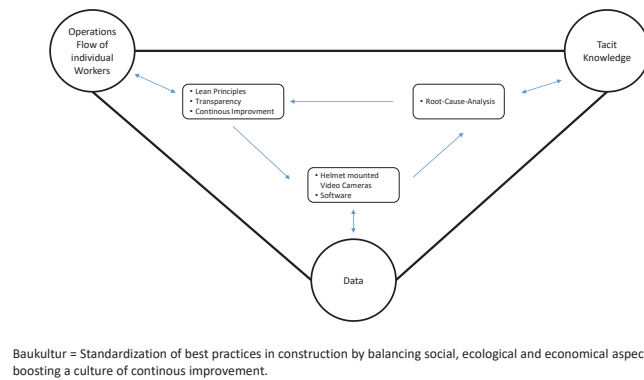 Operations
Flow of
individual
Workers
Tacit
Knowledge
• Lean Principles
• Transparency
• Continous Improvment
• Root-Cause-Analysis
• Helmet mounted
Video Cameras
• Software
Data
Baukultur = Standardization of best practices in construction by balancing social, ecological and economical aspec
boosting a culture of continous improvement.